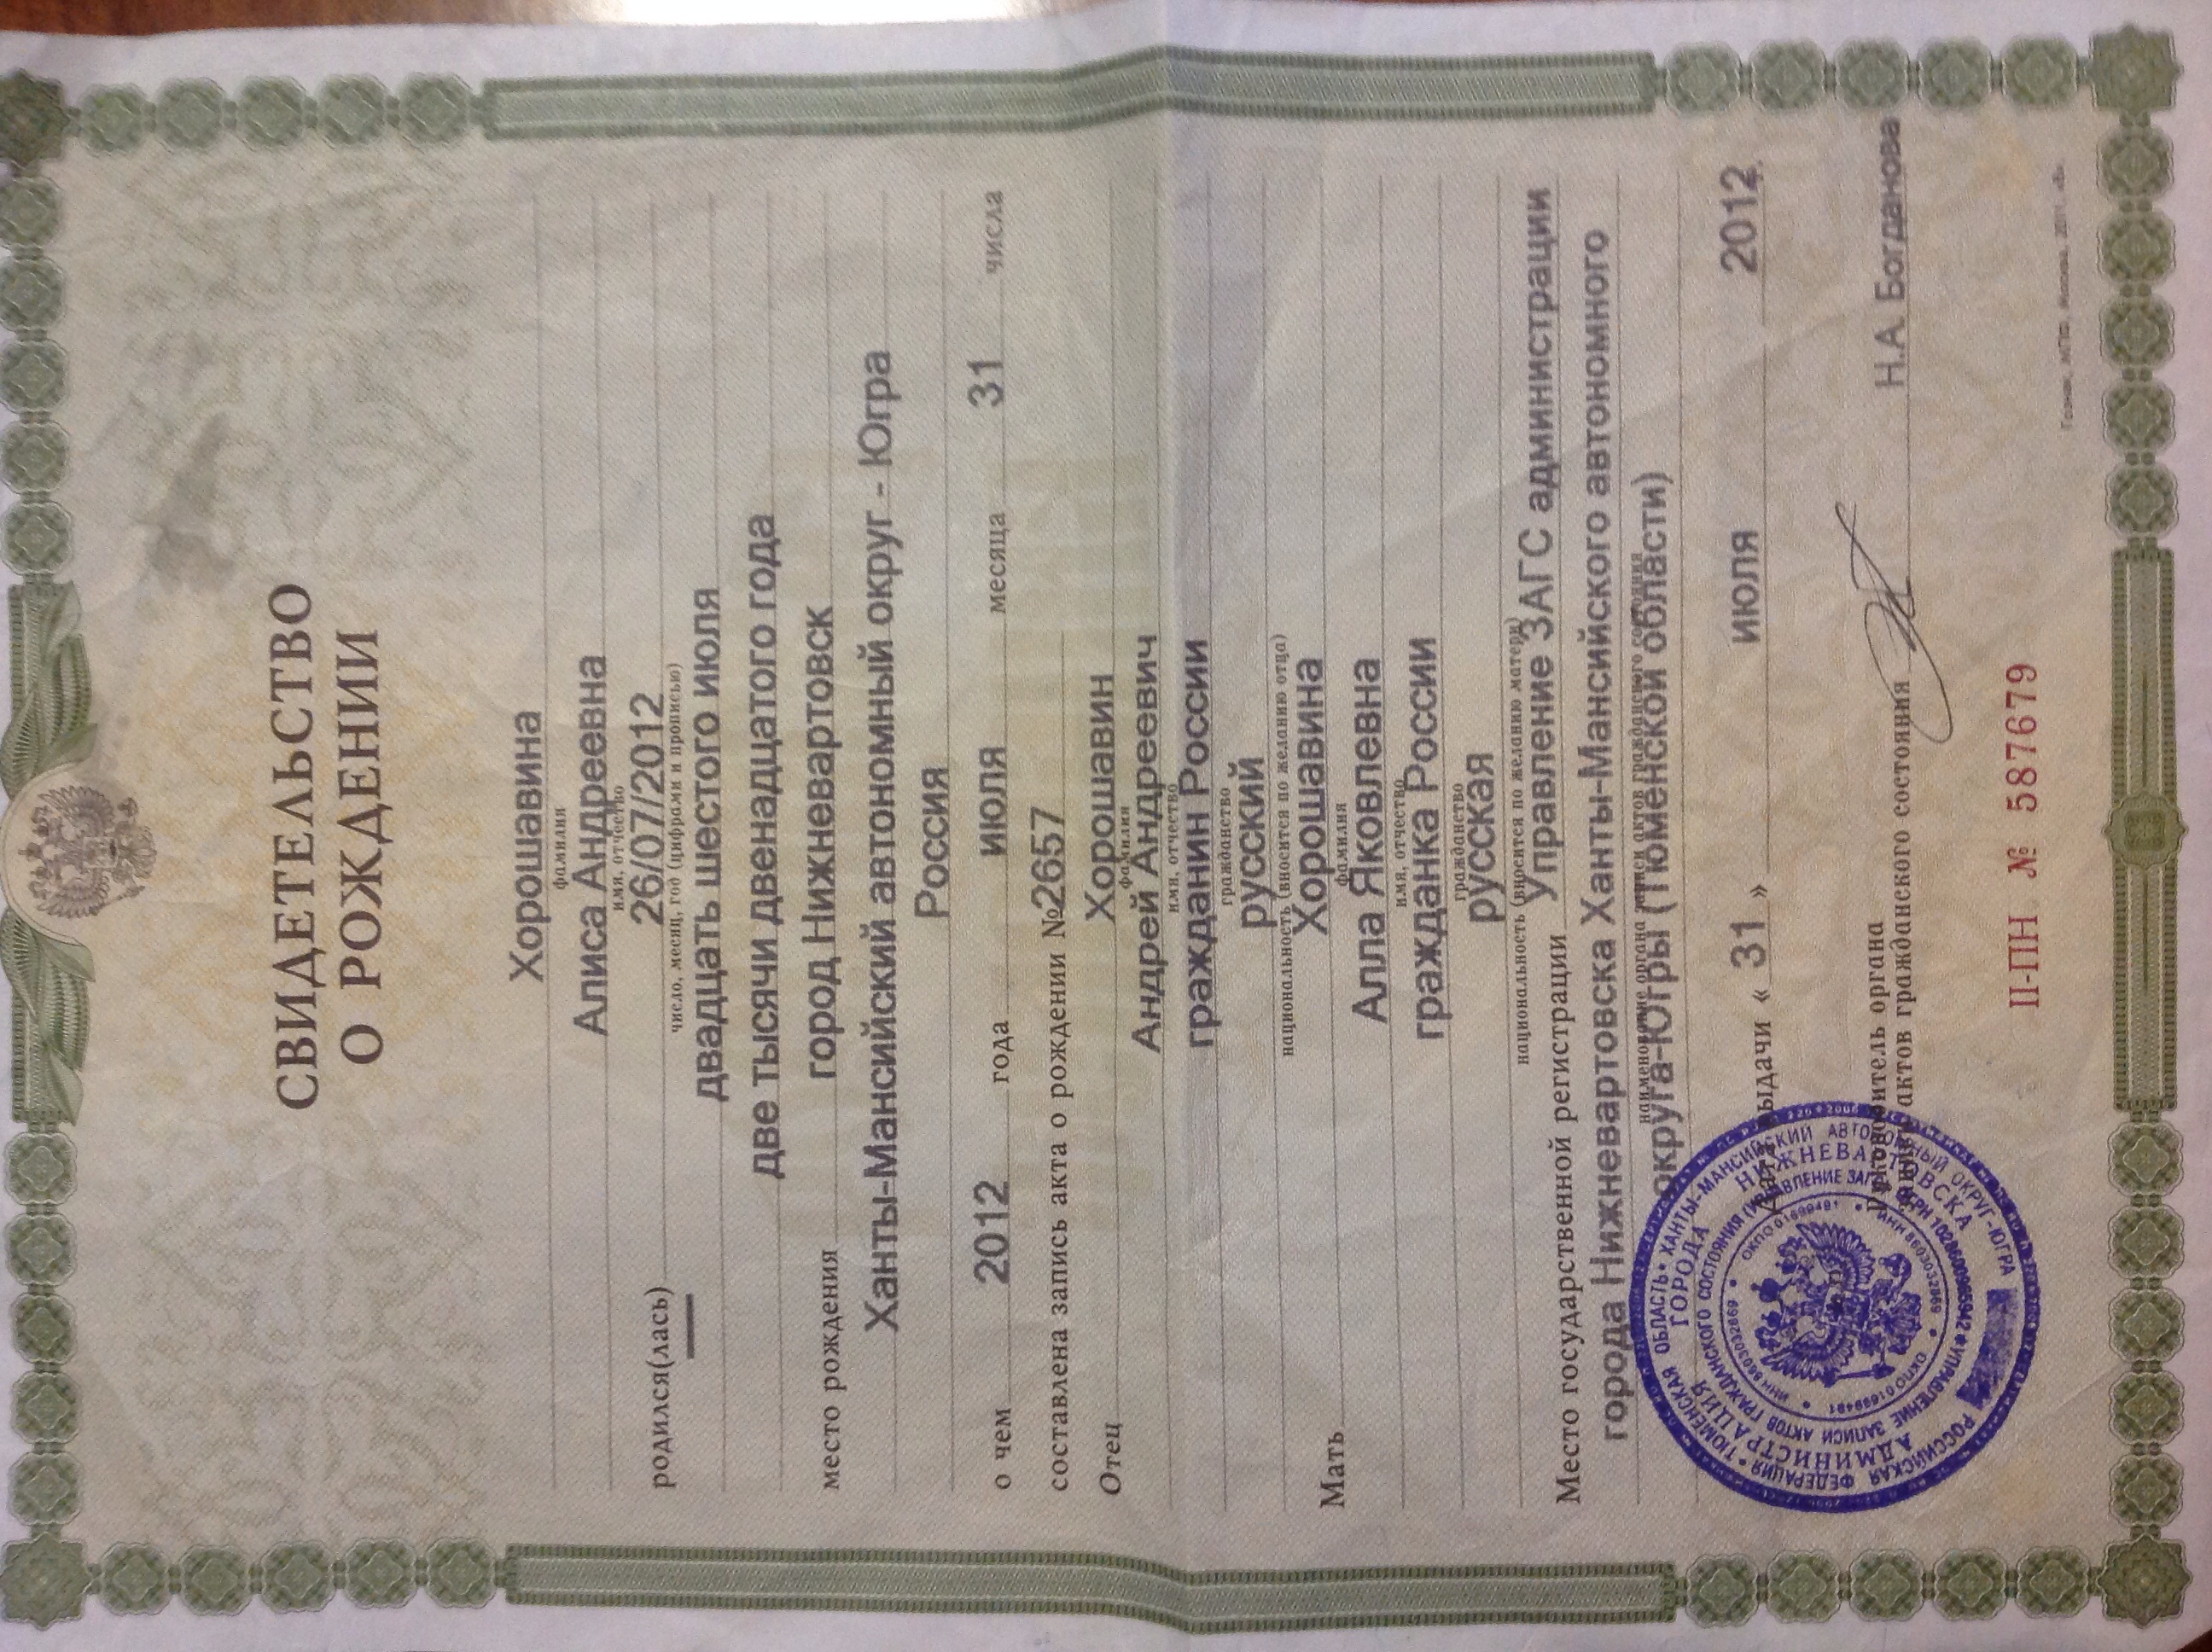 СВИДЕТЕЛЬСТВО
О РОЖДЕНИИ
Хорошавина
фамилия
Алиса Андреевна
имя, отчество
родился(лась) 26/07/2012
число, месяц, год (цифрами и прописью)
двадцать шестого июля
две тысячи двенадцатого года
место рождения город Нижневартовск
Ханты-Мансийский автономный округ - Югра
Россия
о чем 2012 года июля месяца 31 числа
составлена запись акта о рождении № 2657
Отец Хорошавин
фамилия
Андрей Андреевич
имя, отчество
гражданин России
гражданство
русский
национальность (вносится по желанию отца)
Мать Хорошавина
фамилия
Алла Яковлевна
имя, отчество
гражданка России
гражданство
русская
национальность (вносится по желанию матери)
Место государственной регистрации Управление ЗАГС администрации
города Нижневартовска Ханты-Мансийского автономного
наименование органа записи актов гражданского состояния
округа-Югры (Тюменской области)
Дата выдачи « 31 » июля 2012
Руководитель органа
записи актов гражданского состояния Н.А. Богданова
РОССИЙСКАЯ ФЕДЕРАЦИЯ • ТЮМЕНСКАЯ ОБЛАСТЬ • ХАНТЫ-МАНСИЙСКИЙ АВТОНОМНЫЙ ОКРУГ-ЮГРА
АДМИНИСТРАЦИЯ ГОРОДА НИЖНЕВАРТОВСКА
УПРАВЛЕНИЕ ЗАПИСИ АКТОВ ГРАЖДАНСКОГО СОСТОЯНИЯ
ОГРН 1028600965942
ИНН 8603032869
II-ПН № 587679
Гознак, МПФ, Москва, 2011, «В».